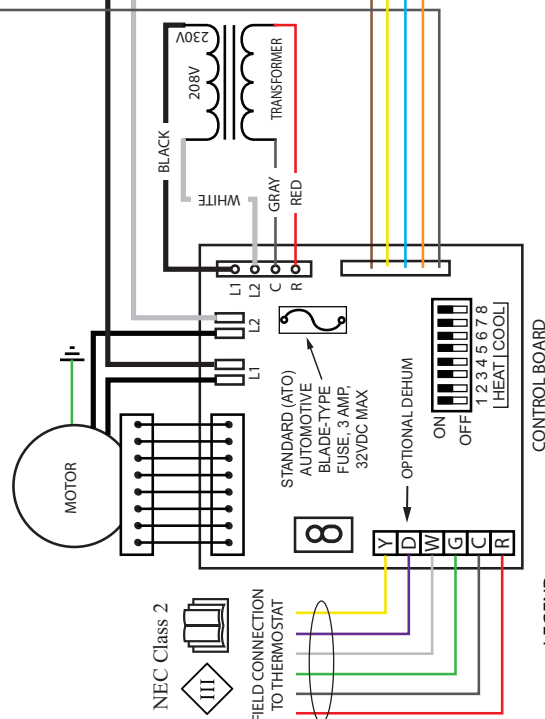 230V
208V
TRANSFORMER
BLACK
WHITE
GRAY
RED
L1
L2
C
R
L2
L1
MOTOR
STANDARD (ATO)
AUTOMOTIVE
BLADE-TYPE
FUSE, 3 AMP,
32VDC MAX
OPTIONAL DEHUM
ON
OFF
1 2 3 4 5 6 7 8
HEAT COOL
CONTROL BOARD
8
Y
D
W
G
C
R
NEC Class 2
III
FIELD CONNECTION
TO THERMOSTAT